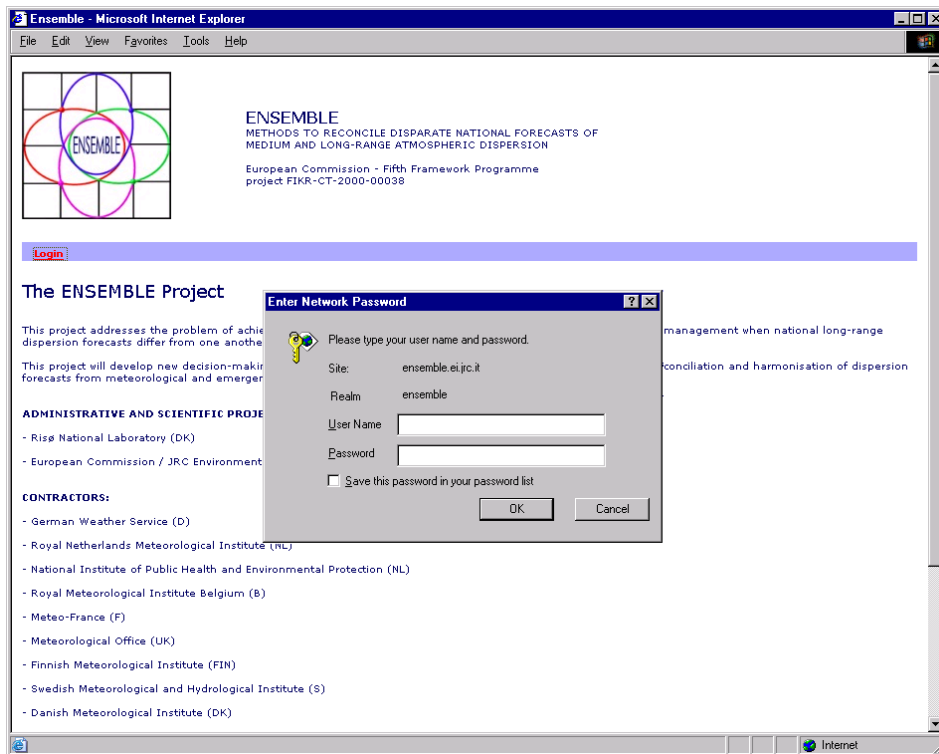 Ensemble - Microsoft Internet Explorer
File Edit View Favorites Tools Help
ENSEMBLE
ENSEMBLE
METHODS TO RECONCILE DISPARATE NATIONAL FORECASTS OF
MEDIUM AND LONG-RANGE ATMOSPHERIC DISPERSION
European Commission - Fifth Framework Programme
project FIKR-CT-2000-00038
Login
The ENSEMBLE Project
This project addresses the problem of achie
management when national long-range
dispersion forecasts differ from one anothe
This project will develop new decision-makin
conciliation and harmonisation of dispersion
forecasts from meteorological and emerger
ADMINISTRATIVE AND SCIENTIFIC PROJE
- Risø National Laboratory (DK)
- European Commission / JRC Environment
CONTRACTORS:
- German Weather Service (D)
- Royal Netherlands Meteorological Institute (NL)
- National Institute of Public Health and Environmental Protection (NL)
- Royal Meteorological Institute Belgium (B)
- Meteo-France (F)
- Meteorological Office (UK)
- Finnish Meteorological Institute (FIN)
- Swedish Meteorological and Hydrological Institute (S)
- Danish Meteorological Institute (DK)
Enter Network Password
Please type your user name and password.
Site: ensemble.ei.jrc.it
Realm ensemble
User Name
Password
Save this password in your password list
OK Cancel
Internet